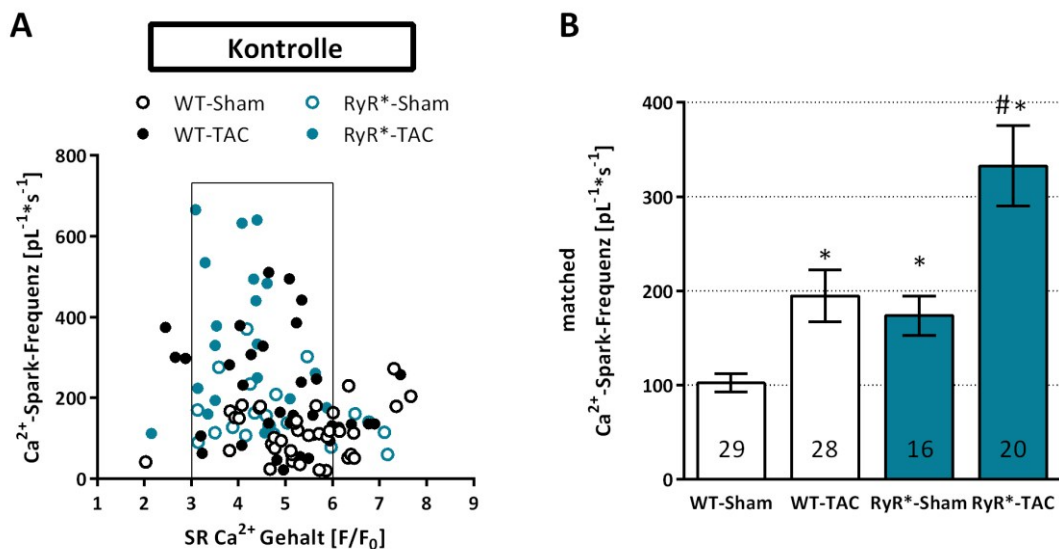 A
Kontrolle
WT-Sham RyR*-Sham
WT-TAC RyR*-TAC
Ca²⁺-Spark-Frequenz [pL⁻¹*s⁻¹]
800
600
400
200
0
1 2 3 4 5 6 7 8 9
SR Ca²⁺ Gehalt [F/F₀]
B
matched
Ca²⁺-Spark-Frequenz [pL⁻¹*s⁻¹]
400
300
200
100
0
* * #*
29 28 16 20
WT-Sham WT-TAC RyR*-Sham RyR*-TAC